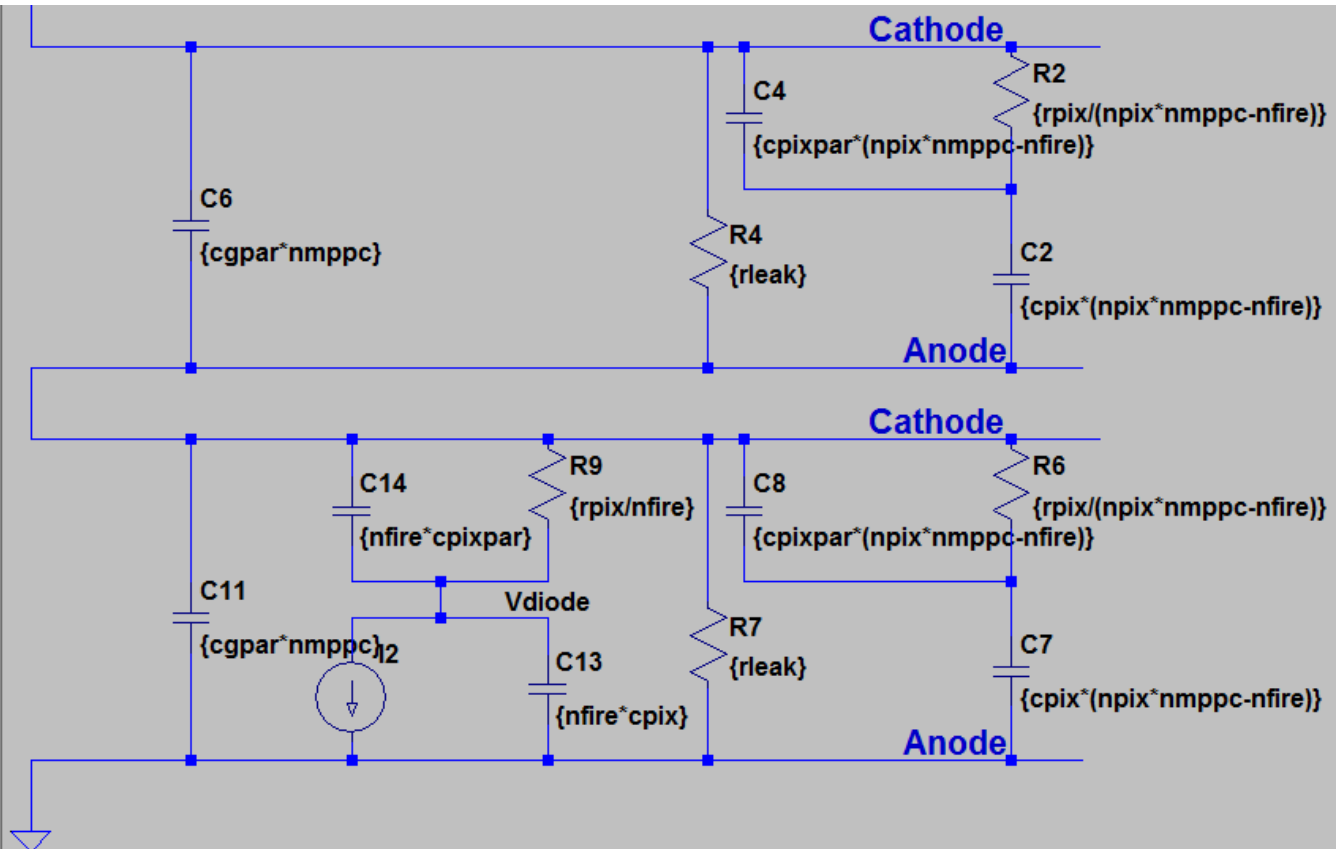 Cathode
R2
{rpix/(npix*nmppc-nfire)}
C4
{cpixpar*(npix*nmppc-nfire)}
C6
{cgpar*nmppc}
R4
{rleak}
C2
{cpix*(npix*nmppc-nfire)}
Anode
Cathode
R6
{rpix/(npix*nmppc-nfire)}
C14
{nfire*cpixpar}
R9
{rpix/nfire}
C8
{cpixpar*(npix*nmppc-nfire)}
C11
{cgpar*nmppc}
Vdiode
I2
C13
{nfire*cpix}
R7
{rleak}
C7
{cpix*(npix*nmppc-nfire)}
Anode